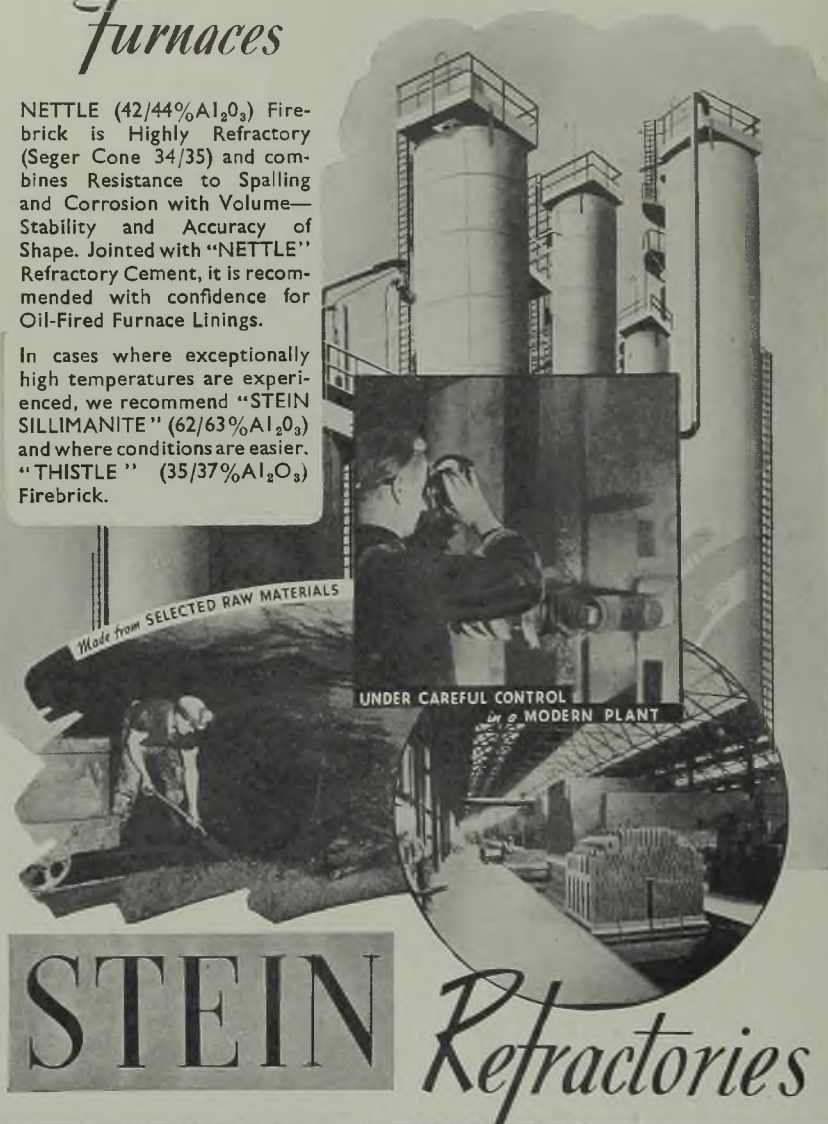 Furnaces
NETTLE (42/44%Al₂0₃) Fire-
brick is Highly Refractory
(Seger Cone 34/35) and com-
bines Resistance to Spalling
and Corrosion with Volume—
Stability and Accuracy of
Shape. Jointed with "NETTLE"
Refractory Cement, it is recom-
mended with confidence for
Oil-Fired Furnace Linings.
In cases where exceptionally
high temperatures are experi-
enced, we recommend "STEIN
SILLIMANITE" (62/63%Al₂0₃)
and where conditions are easier,
"THISTLE" (35/37%Al₂O₃)
Firebrick.
Made from SELECTED RAW MATERIALS
UNDER CAREFUL CONTROL
in a MODERN PLANT
STEIN
Refractories